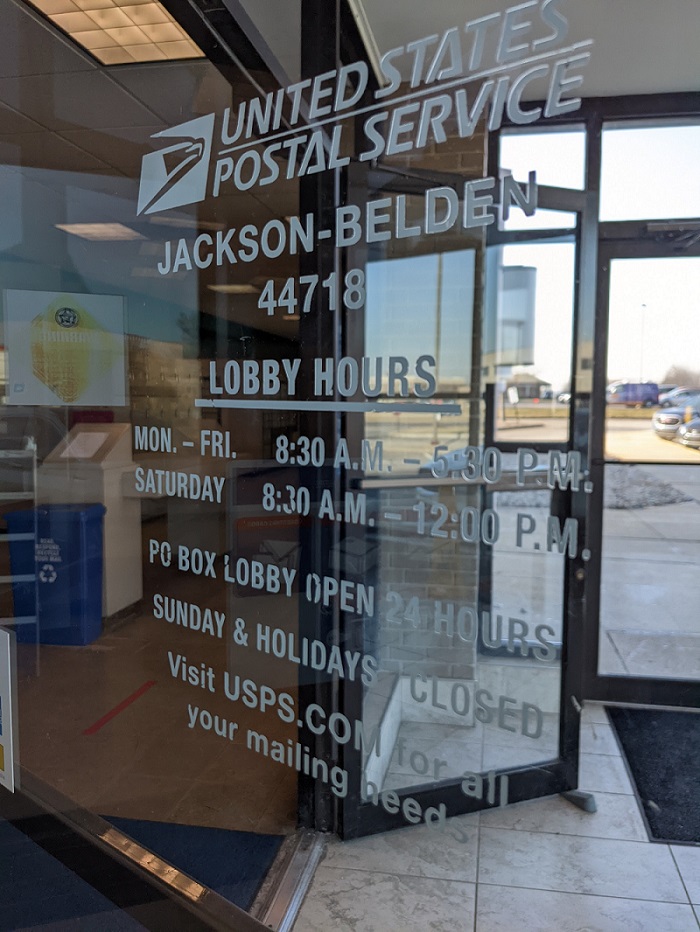 UNITED STATES
POSTAL SERVICE
JACKSON-BELDEN
44718
LOBBY HOURS
MON. – FRI. 8:30 A.M. – 5:30 P.M.
SATURDAY 8:30 A.M. – 12:00 P.M.
PO BOX LOBBY OPEN 24 HOURS
SUNDAY & HOLIDAYS CLOSED
Visit USPS.COM for all
your mailing needs